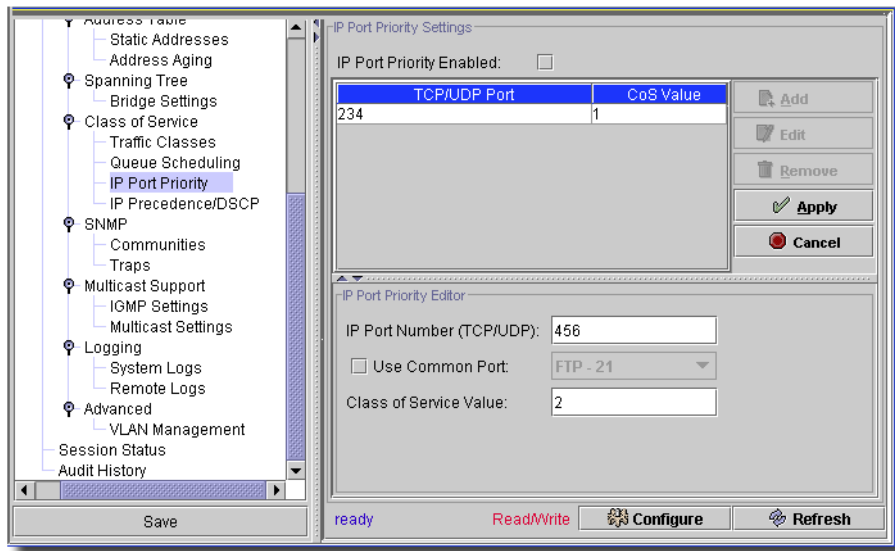 Address Table
Static Addresses
Address Aging
Spanning Tree
Bridge Settings
Class of Service
Traffic Classes
Queue Scheduling
IP Port Priority
IP Precedence/DSCP
SNMP
Communities
Traps
Multicast Support
IGMP Settings
Multicast Settings
Logging
System Logs
Remote Logs
Advanced
VLAN Management
Session Status
Audit History
Save
IP Port Priority Settings
IP Port Priority Enabled:
TCP/UDP Port CoS Value
234 1
Add
Edit
Remove
Apply
Cancel
IP Port Priority Editor
IP Port Number (TCP/UDP): 456
Use Common Port: FTP - 21
Class of Service Value: 2
ready Read/Write Configure Refresh